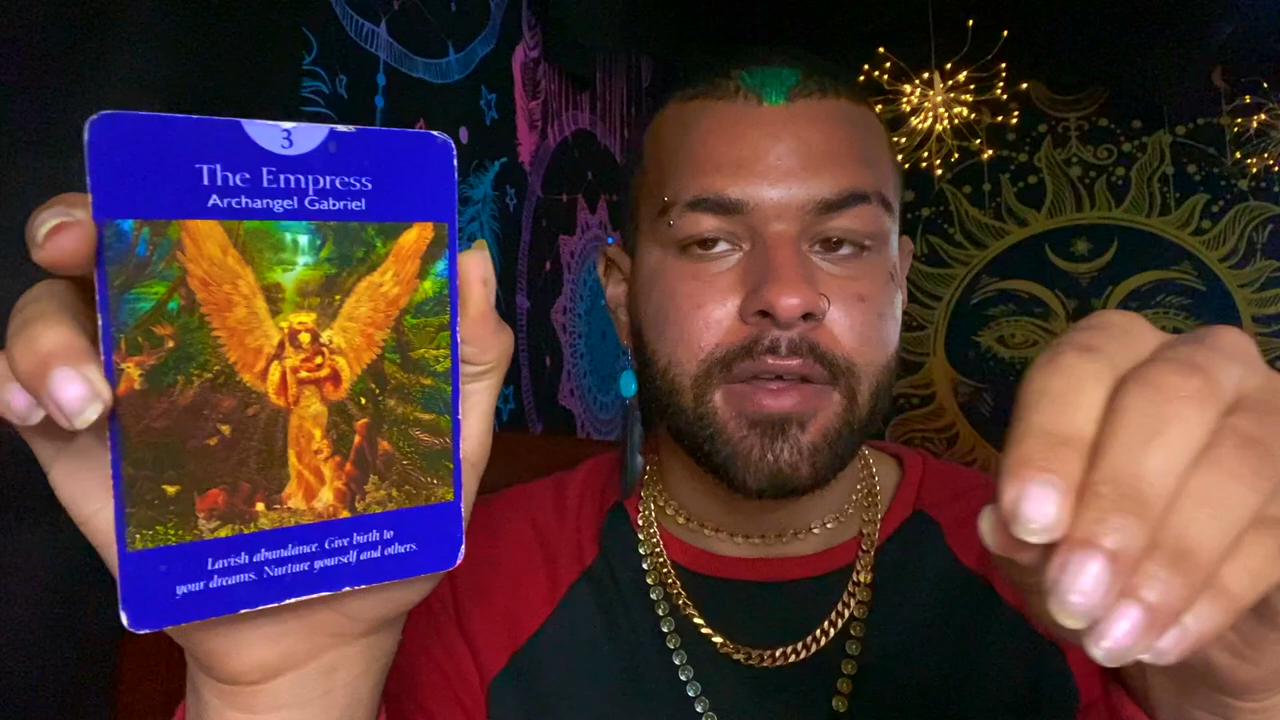 3
The Empress
Archangel Gabriel
Lavish abundance. Give birth to
your dreams. Nurture yourself and others.